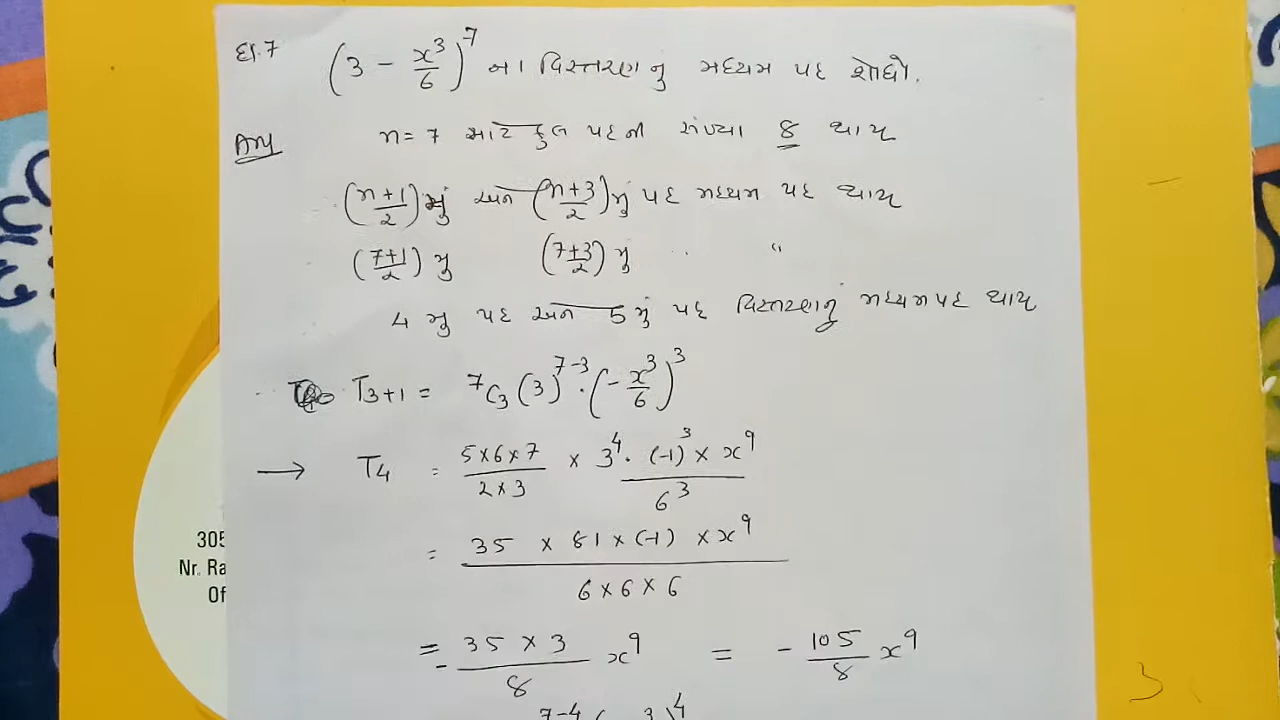 દા.7 (3 - x³/6)⁷ ના વિસ્તરણનુ મધ્યમ પદ શોધો.
Ans n = 7 માટે કુલ પદની સંખ્યા 8 થાય
((n+1)/2)મું અને ((n+3)/2)મું પદ મધ્યમ પદ થાય
((7+1)/2) મુ ((7+3)/2) મું "
4 મુ પદ અને 5 મું પદ વિસ્તરણનું મધ્યમપદ થાય
T₃₊₁ = ⁷C₃ (3)⁷⁻³ · (- x³/6)³
→ T₄ = (5×6×7)/(2×3) × 3⁴ · (-1)³ × x⁹/6³
= (35 × 81 × (-1) × x⁹)/(6 × 6 × 6)
= - (35 × 3)/8 x⁹ = - 105/8 x⁹
305
Nr. Ra
Of